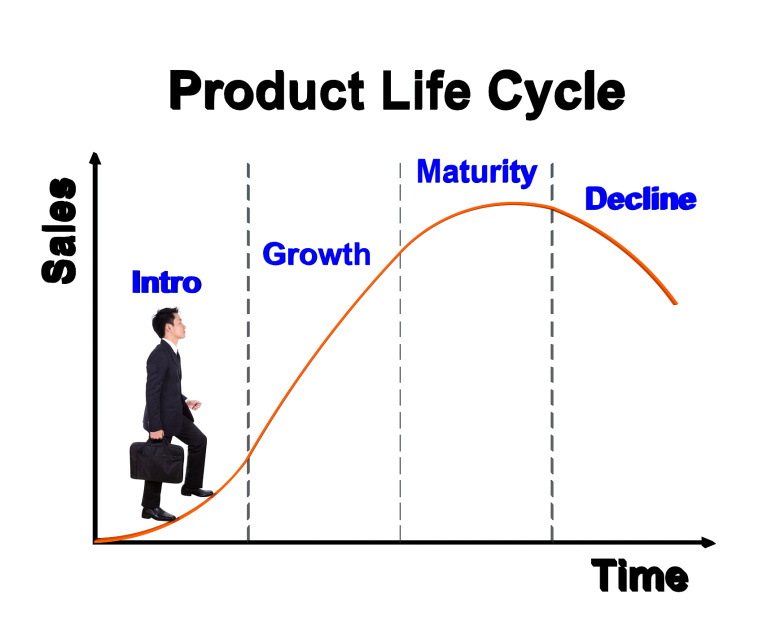 Product Life Cycle
Sales
Intro
Growth
Maturity
Decline
Time